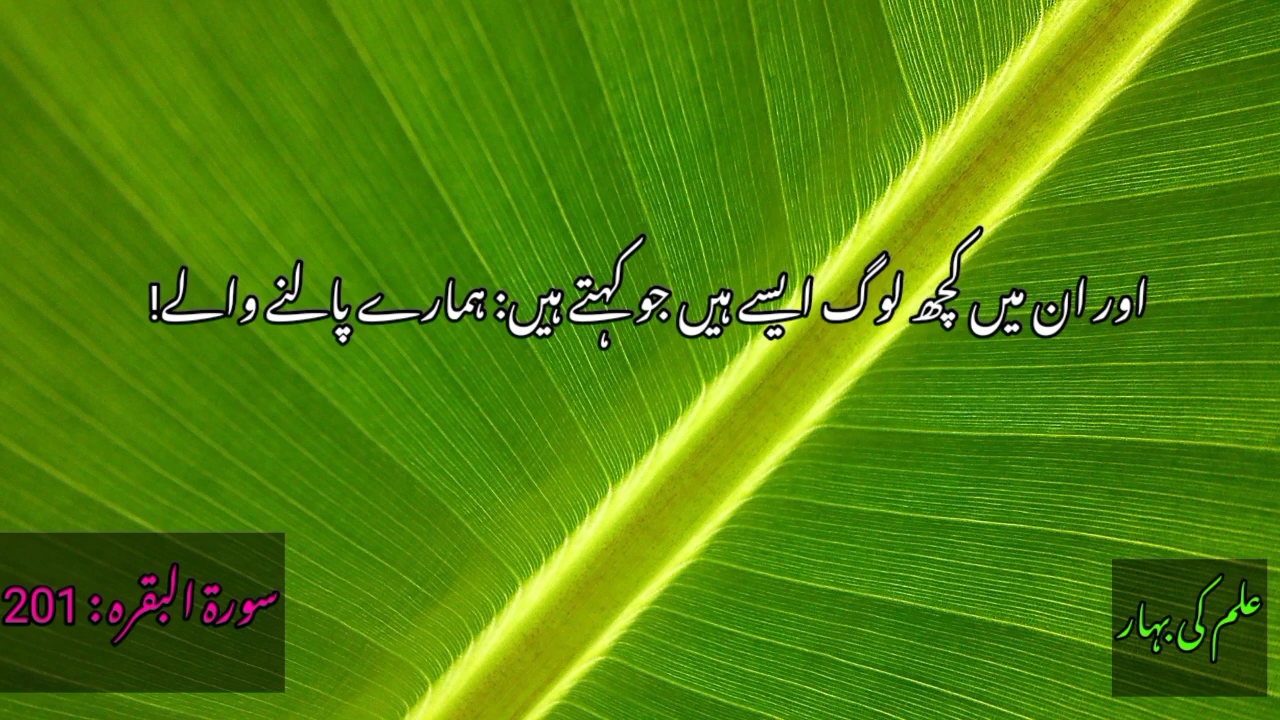 اور ان میں کچھ لوگ ایسے ہیں جو کہتے ہیں: ہمارے پالنے والے!
سورۃ البقرہ: 201
علم کی بہار